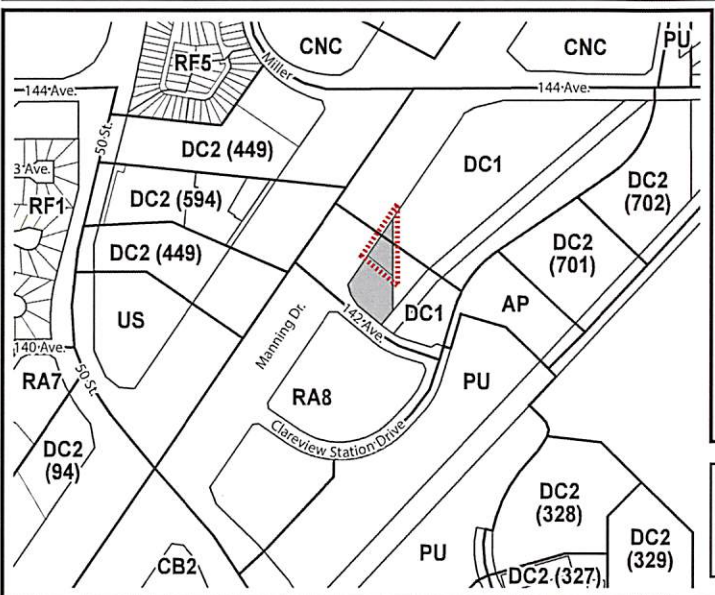 PU
CNC
CNC
RF5
Miller
144 Ave.
144 Ave.
50 St.
DC2 (449)
DC1
3 Ave.
DC2
(702)
RF1
DC2 (594)
DC2
(701)
DC2 (449)
AP
US
DC1
142 Ave.
Manning Dr.
140 Ave.
RA7
50 St.
PU
RA8
Clareview Station Drive
DC2
(94)
DC2
(328)
DC2
(329)
PU
CB2
DC2 (327)